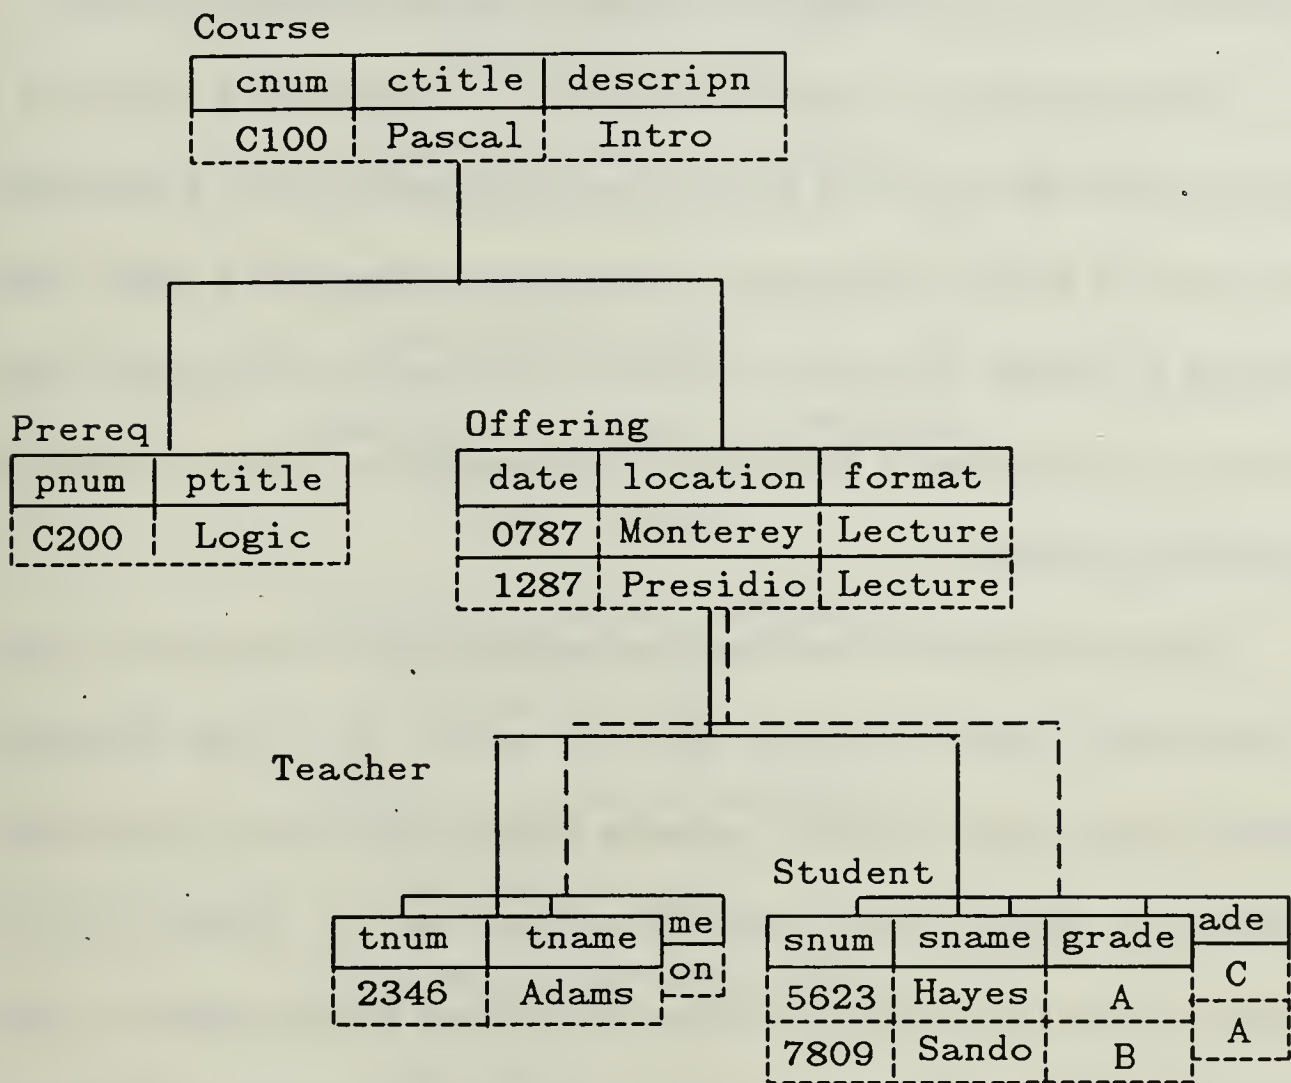 Course
cnum ctitle descripn
C100 Pascal Intro
Prereq
pnum ptitle
C200 Logic
Offering
date location format
0787 Monterey Lecture
1287 Presidio Lecture
Teacher
tnum tname me
2346 Adams on
Student
snum sname grade ade
5623 Hayes A C
7809 Sando B A